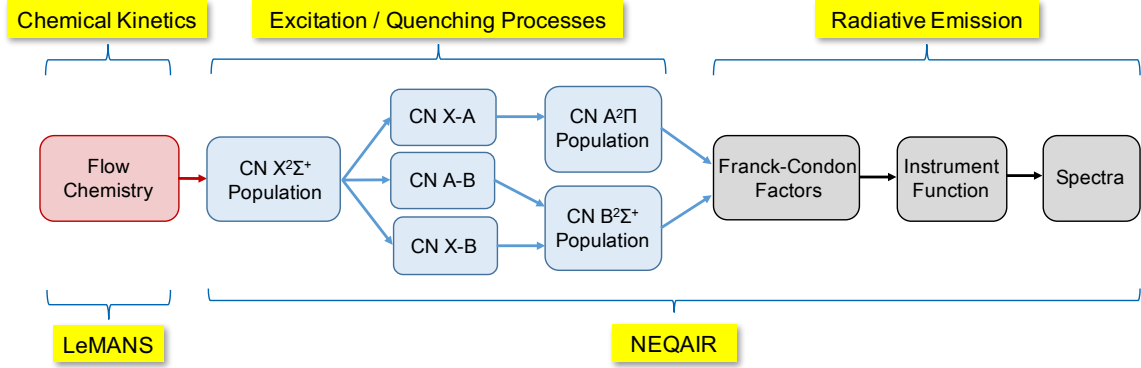 Chemical Kinetics
Excitation / Quenching Processes
Radiative Emission
Flow
Chemistry
CN X²Σ⁺
Population
CN X-A
CN A-B
CN X-B
CN A²Π
Population
CN B²Σ⁺
Population
Franck-Condon
Factors
Instrument
Function
Spectra
LeMANS
NEQAIR